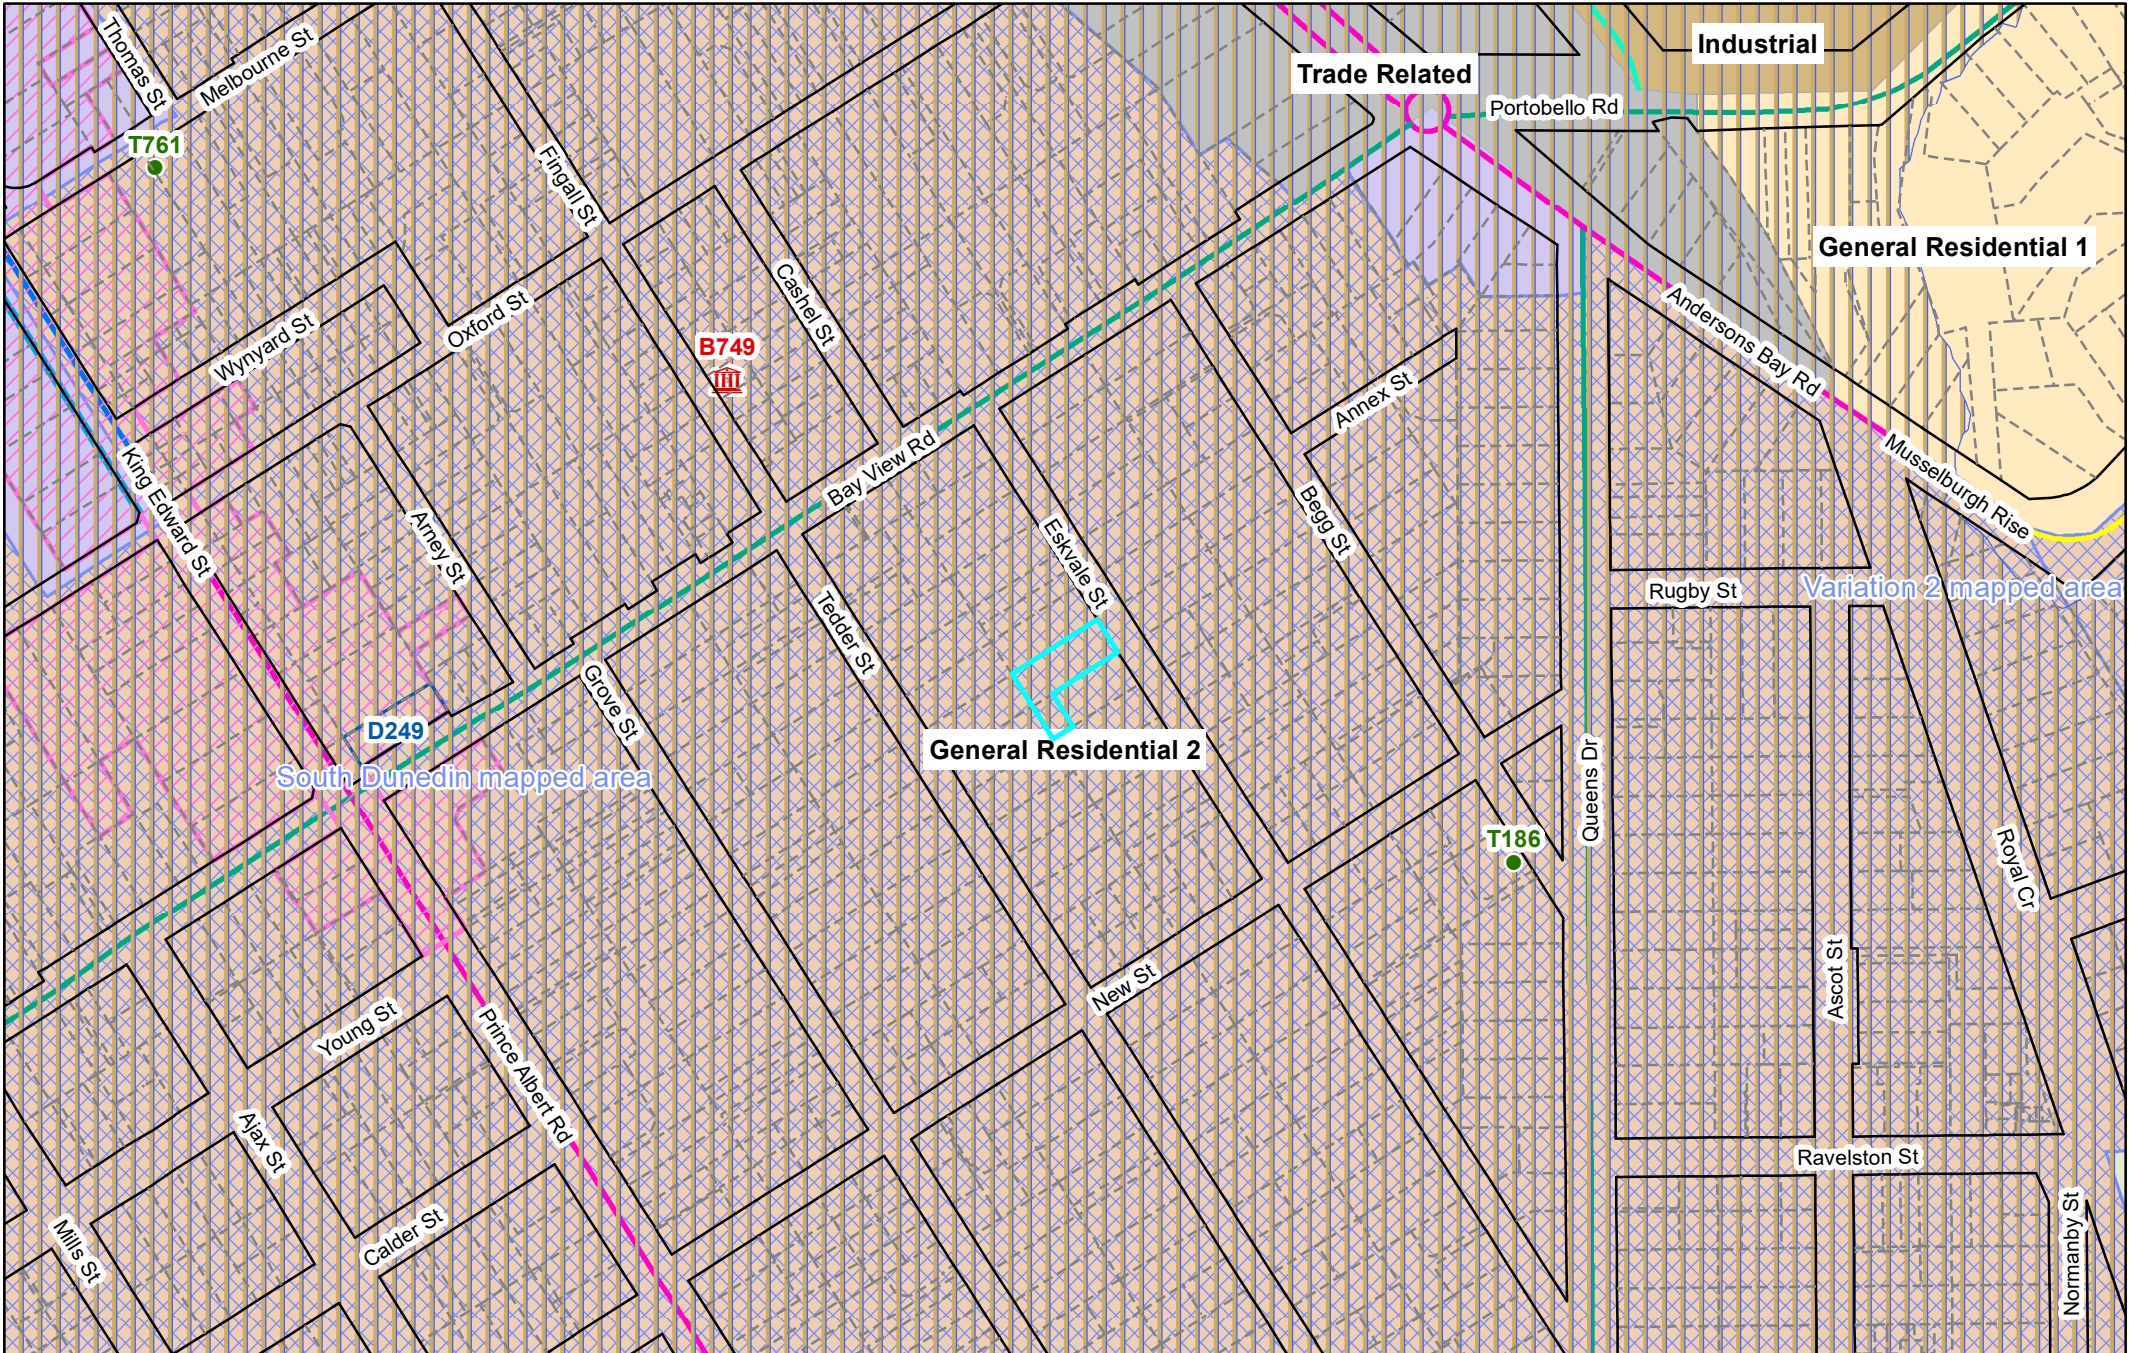 Thomas St
Melbourne St
Industrial
Trade Related
Portobello Rd
T761
Fingall St
General Residential 1
Cashel St
Oxford St
Wynyard St
Andersons Bay Rd
B749
Annex St
Bay View Rd
Musselburgh Rise
King Edward St
Arney St
Begg St
Eskvale St
Rugby St
Variation 2 mapped area
Tedder St
Grove St
D249
General Residential 2
South Dunedin mapped area
Queens Dr
T186
Royal Cr
Ascot St
New St
Young St
Prince Albert Rd
Ajax St
Ravelston St
Calder St
Mills St
Normanby St